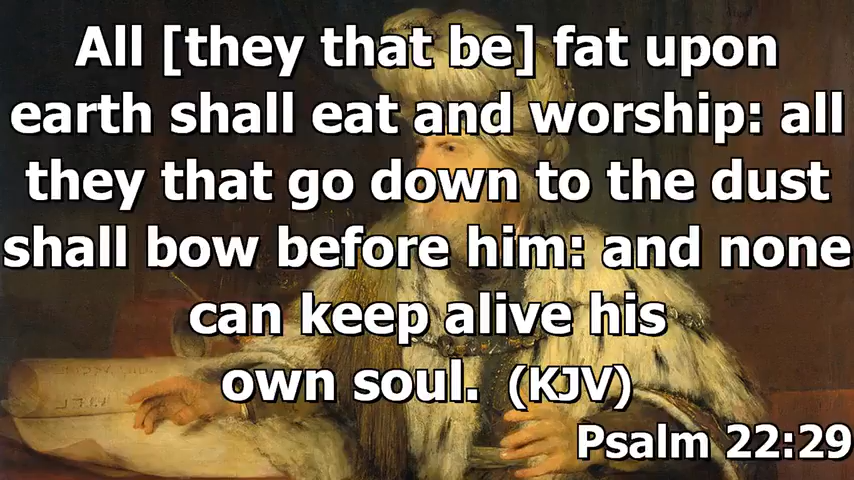 All [they that be] fat upon
earth shall eat and worship: all
they that go down to the dust
shall bow before him: and none
can keep alive his
own soul. (KJV)
Psalm 22:29